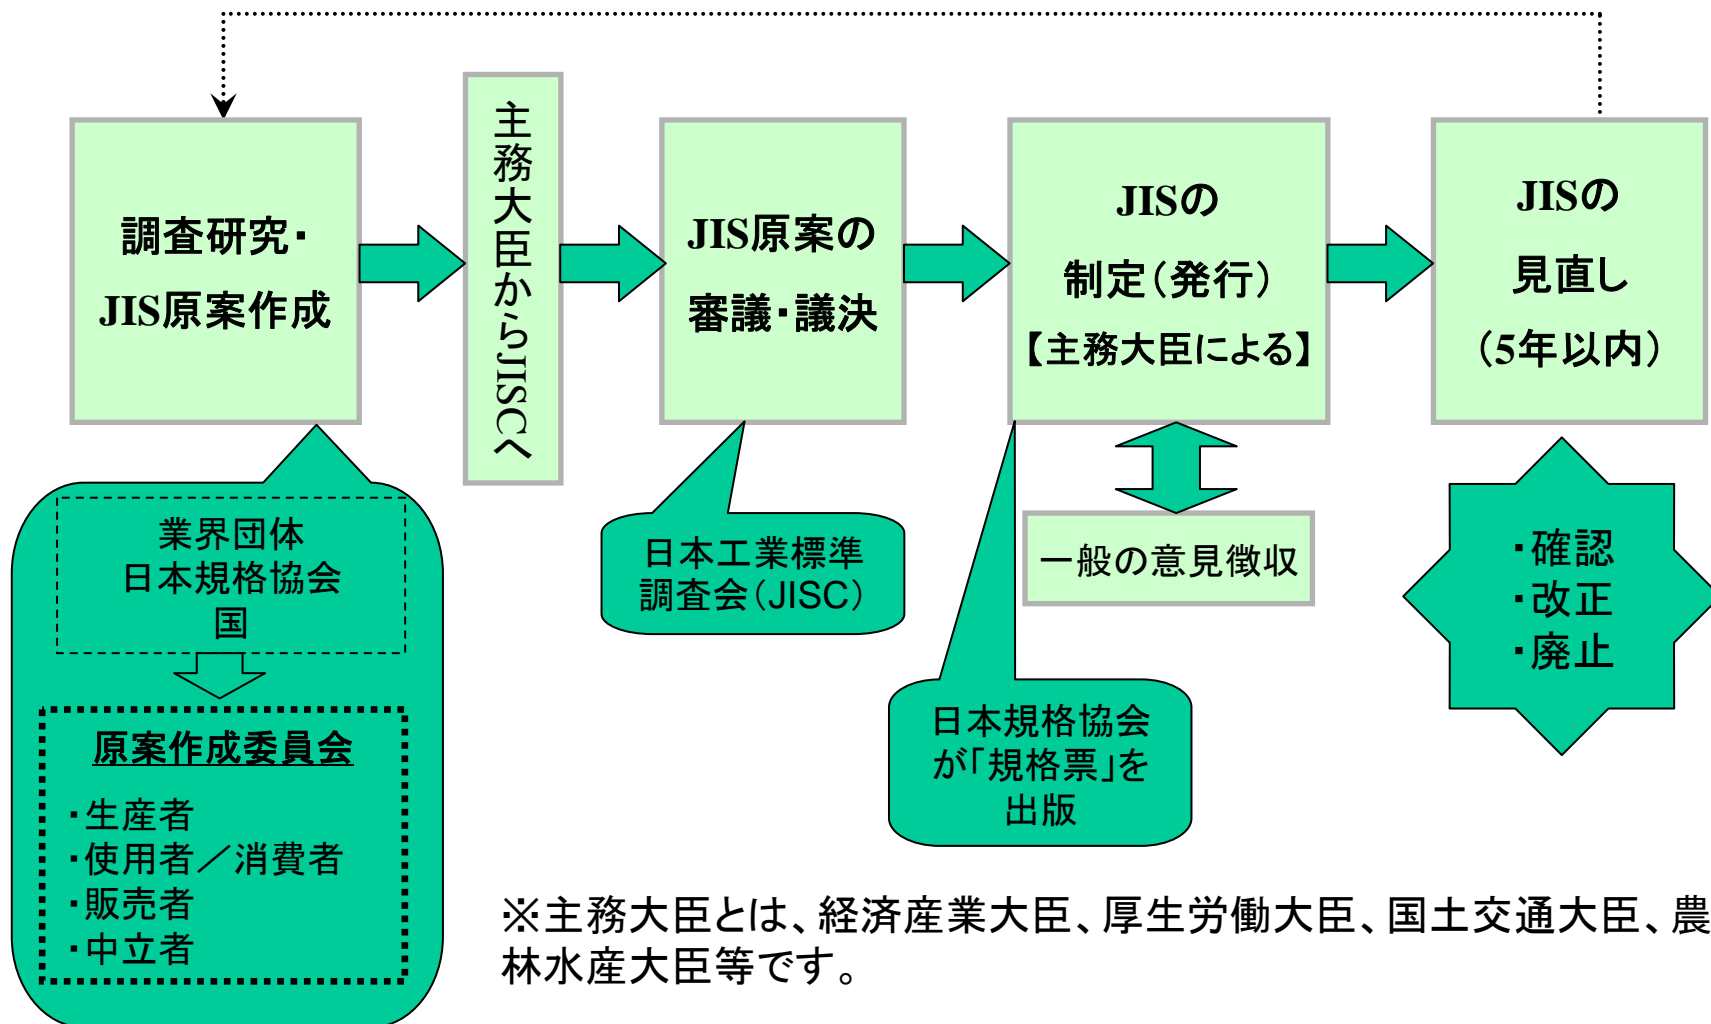 調査研究・
JIS原案作成
主務大臣からJISCへ
JIS原案の
審議・議決
JISの
制定（発行）
【主務大臣による】
JISの
見直し
（5年以内）
業界団体
日本規格協会
国
原案作成委員会
・生産者
・使用者／消費者
・販売者
・中立者
日本工業標準
調査会（JISC）
一般の意見徴収
日本規格協会
が「規格票」を
出版
・確認
・改正
・廃止
※主務大臣とは、経済産業大臣、厚生労働大臣、国土交通大臣、農
林水産大臣等です。